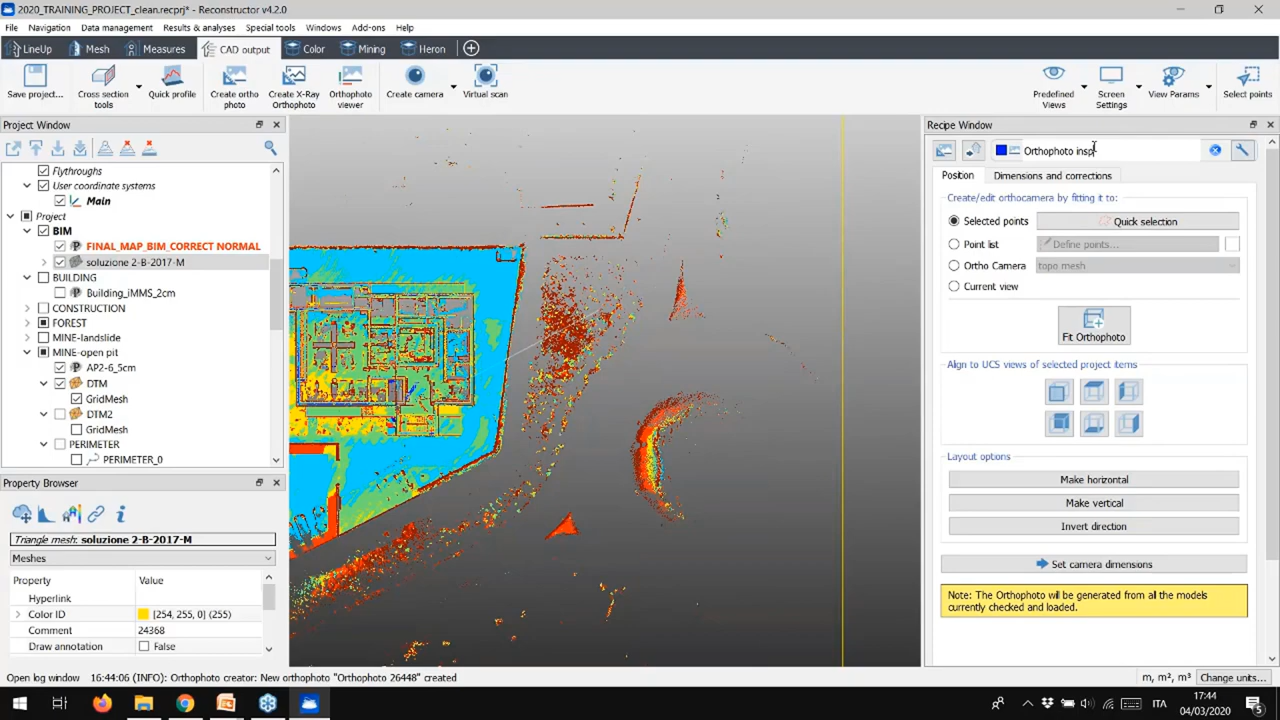 2020_TRAINING_PROJECT_clean.recprj* - Reconstructor v4.2.0
File Navigation Data management Results & analyses Special tools Windows Add-ons Help
LineUp Mesh Measures CAD output Color Mining Heron
Save project... Cross section tools Quick profile Create ortho photo Create X-Ray Orthophoto Orthophoto viewer Create camera Virtual scan Predefined Views Screen Settings View Params Select points
Project Window
Flythroughs
User coordinate systems
Main
Project
BIM
FINAL_MAP_BIM_CORRECT NORMAL
soluzione 2-B-2017-M
BUILDING
Building_iMMS_2cm
CONSTRUCTION
FOREST
MINE-landslide
MINE-open pit
AP2-6_5cm
DTM
GridMesh
DTM2
GridMesh
PERIMETER
PERIMETER_0
Property Browser
Triangle mesh: soluzione 2-B-2017-M
Meshes
Property Value
Hyperlink
Color ID [254, 255, 0] (255)
Comment 24368
Draw annotation False
Recipe Window
Orthophoto insp
Position Dimensions and corrections
Create/edit orthocamera by fitting it to:
Selected points Quick selection
Point list Define points...
Ortho Camera topo mesh
Current view
Fit Orthophoto
Align to UCS views of selected project items
Layout options
Make horizontal
Make vertical
Invert direction
Set camera dimensions
Note: The Orthophoto will be generated from all the models
currently checked and loaded.
Open log window 16:44:06 (INFO): Orthophoto creator: New orthophoto "Orthophoto 26448" created m, m², m³ Change units...
ITA 17:44
04/03/2020
5